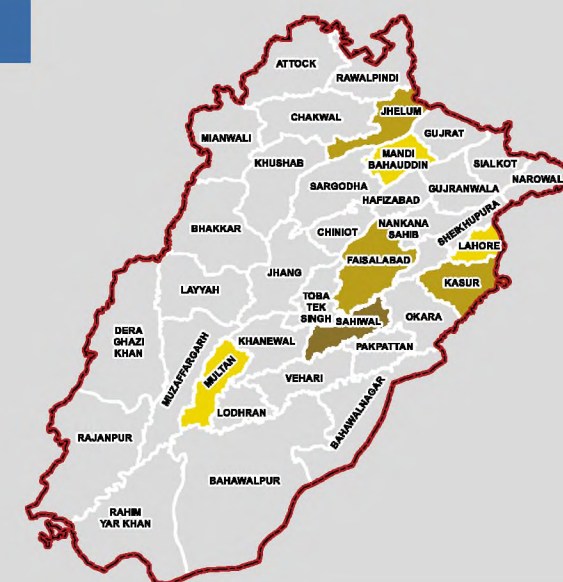 ATTOCK
RAWALPINDI
JHELUM
CHAKWAL
GUJRAT
MIANWALI
MANDI
BAHAUDDIN
KHUSHAB
SIALKOT
NAROWAL
SARGODHA
GUJRANWALA
HAFIZABAD
BHAKKAR
CHINIOT
NANKANA
SAHIB
SHEIKHUPURA
LAHORE
FAISALABAD
JHANG
KASUR
LAYYAH
TOBA
TEK
SINGH
SAHIWAL
OKARA
DERA
GHAZI
KHAN
MUZAFFARGARH
KHANEWAL
PAKPATTAN
MULTAN
VEHARI
LODHRAN
BAHAWALNAGAR
RAJANPUR
BAHAWALPUR
RAHIM
YAR KHAN